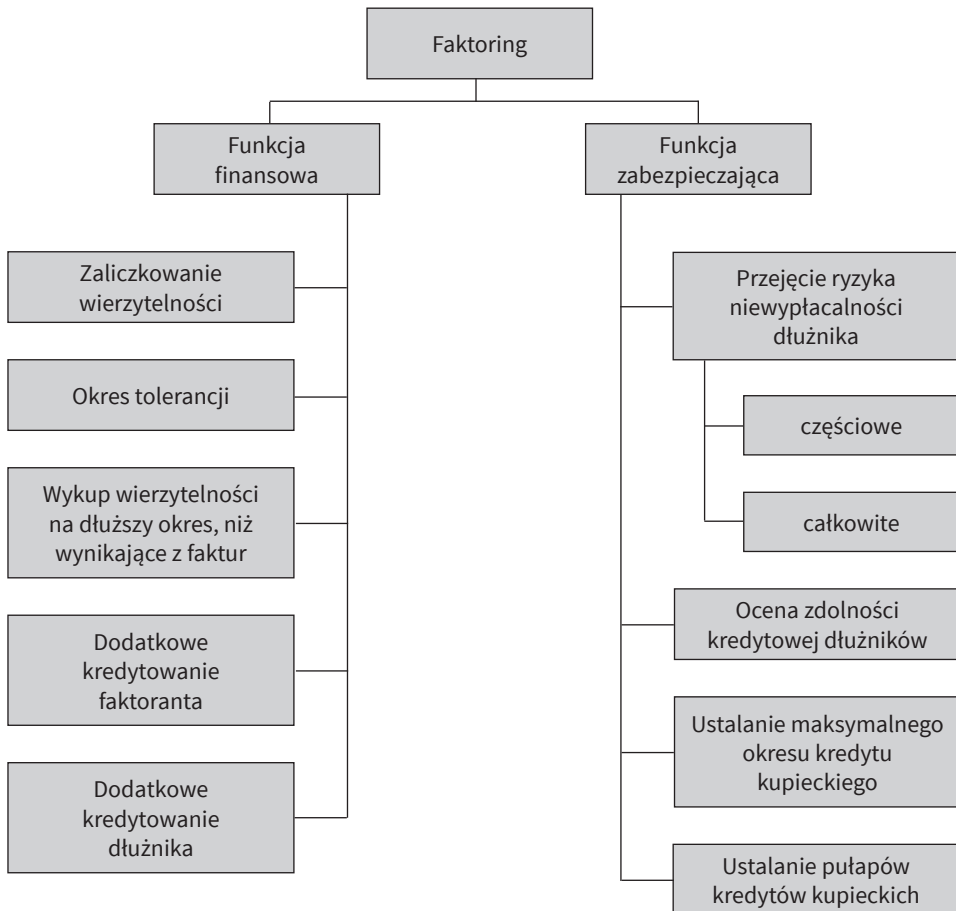 Faktoring
Funkcja
finansowa
Zaliczkowanie
wierzytelności
Okres tolerancji
Wykup wierzytelności
na dłuższy okres, niż
wynikające z faktur
Dodatkowe
kredytowanie
faktoranta
Dodatkowe
kredytowanie
dłużnika
Funkcja
zabezpieczająca
Przejęcie ryzyka
niewypłacalności
dłużnika
częściowe
całkowite
Ocena zdolności
kredytowej dłużników
Ustalanie maksymalnego
okresu kredytu
kupieckiego
Ustalanie pułapów
kredytów kupieckich